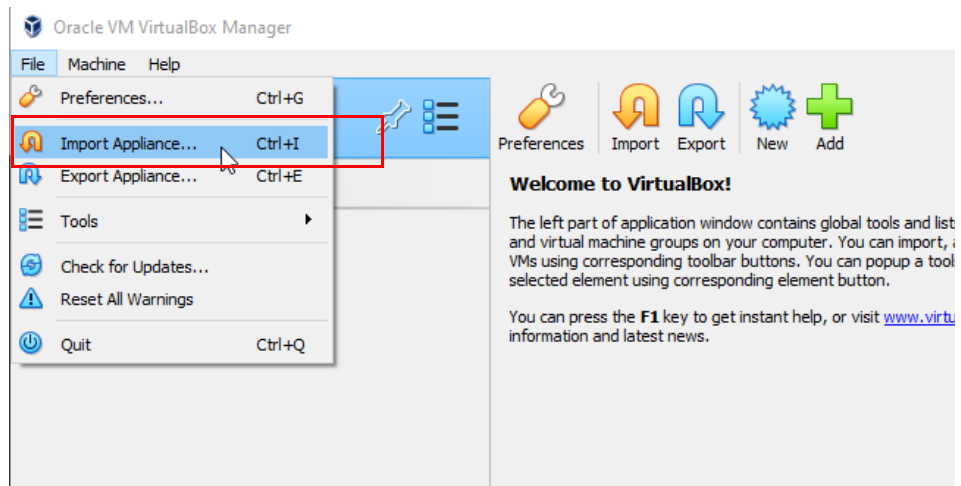 Oracle VM VirtualBox Manager
File Machine Help
Preferences... Ctrl+G
Import Appliance... Ctrl+I
Export Appliance... Ctrl+E
Tools
Check for Updates...
Reset All Warnings
Quit Ctrl+Q
Preferences Import Export New Add
Welcome to VirtualBox!
The left part of application window contains global tools and list
and virtual machine groups on your computer. You can import,
VMs using corresponding toolbar buttons. You can popup a tool
selected element using corresponding element button.
You can press the F1 key to get instant help, or visit www.virtu
information and latest news.